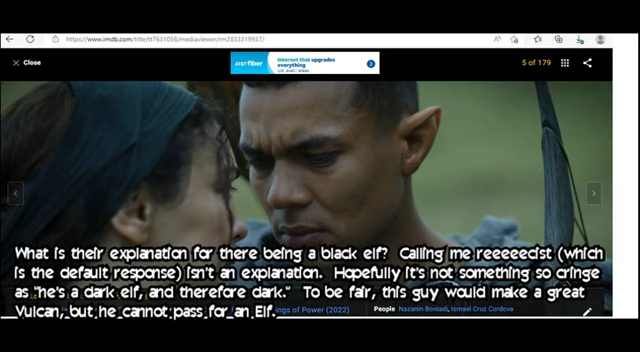 https://www.imdb.com/title/tt7631058/mediaviewer/rm2833319937/
Close
AT&T fiber
Internet that upgrades
everything
5 of 179
What is their explanation for there being a black elf? Calling me reeeeecist (which
is the default response) isn't an explanation. Hopefully it's not something so cringe
as "he's a dark elf, and therefore dark." To be fair, this guy would make a great
Vulcan, but he cannot pass for an Elf.
ngs of Power (2022)
People Nazanin Boniadi, Ismael Cruz Cordova